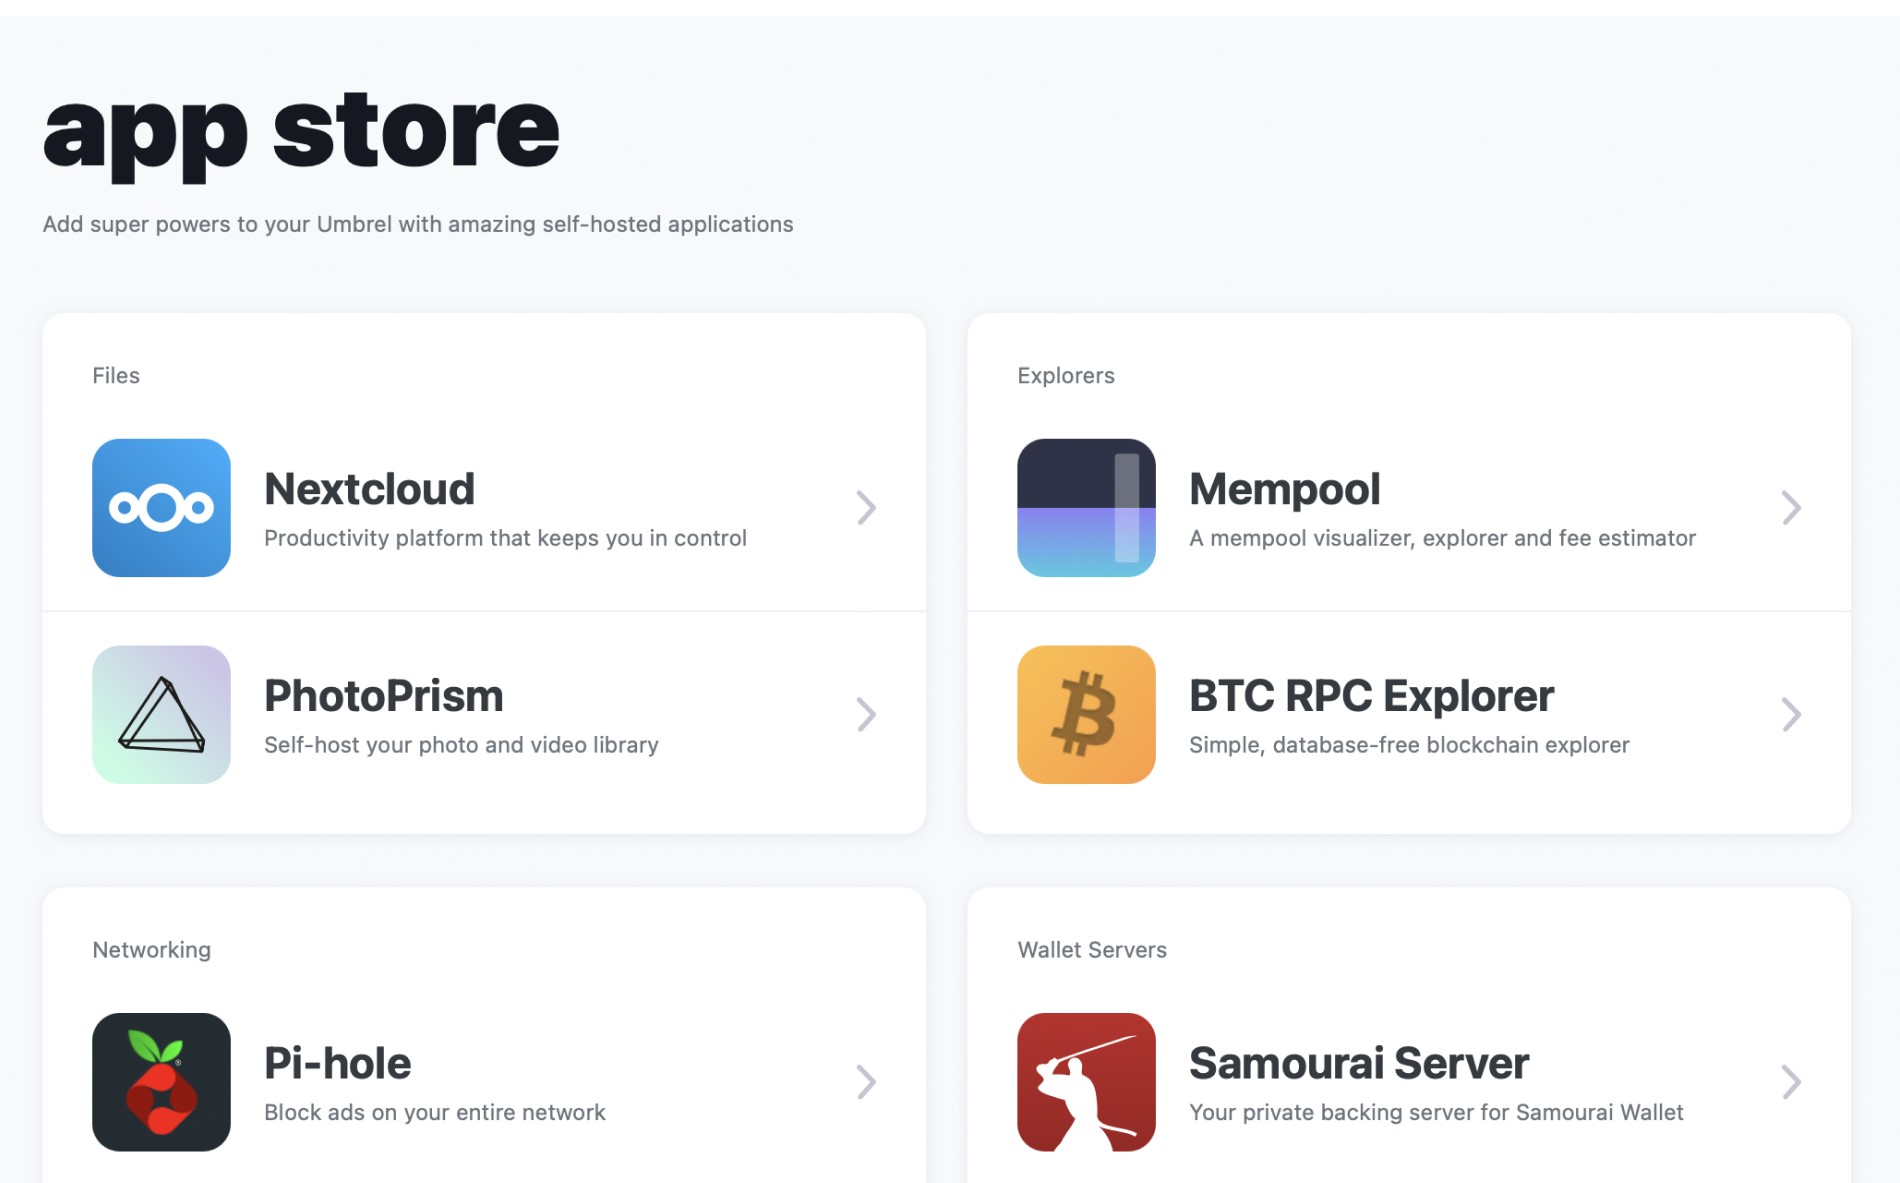 app store
Add super powers to your Umbrel with amazing self-hosted applications
Files
Nextcloud
Productivity platform that keeps you in control
PhotoPrism
Self-host your photo and video library
Explorers
Mempool
A mempool visualizer, explorer and fee estimator
BTC RPC Explorer
Simple, database-free blockchain explorer
Networking
Pi-hole
Block ads on your entire network
Wallet Servers
Samourai Server
Your private backing server for Samourai Wallet